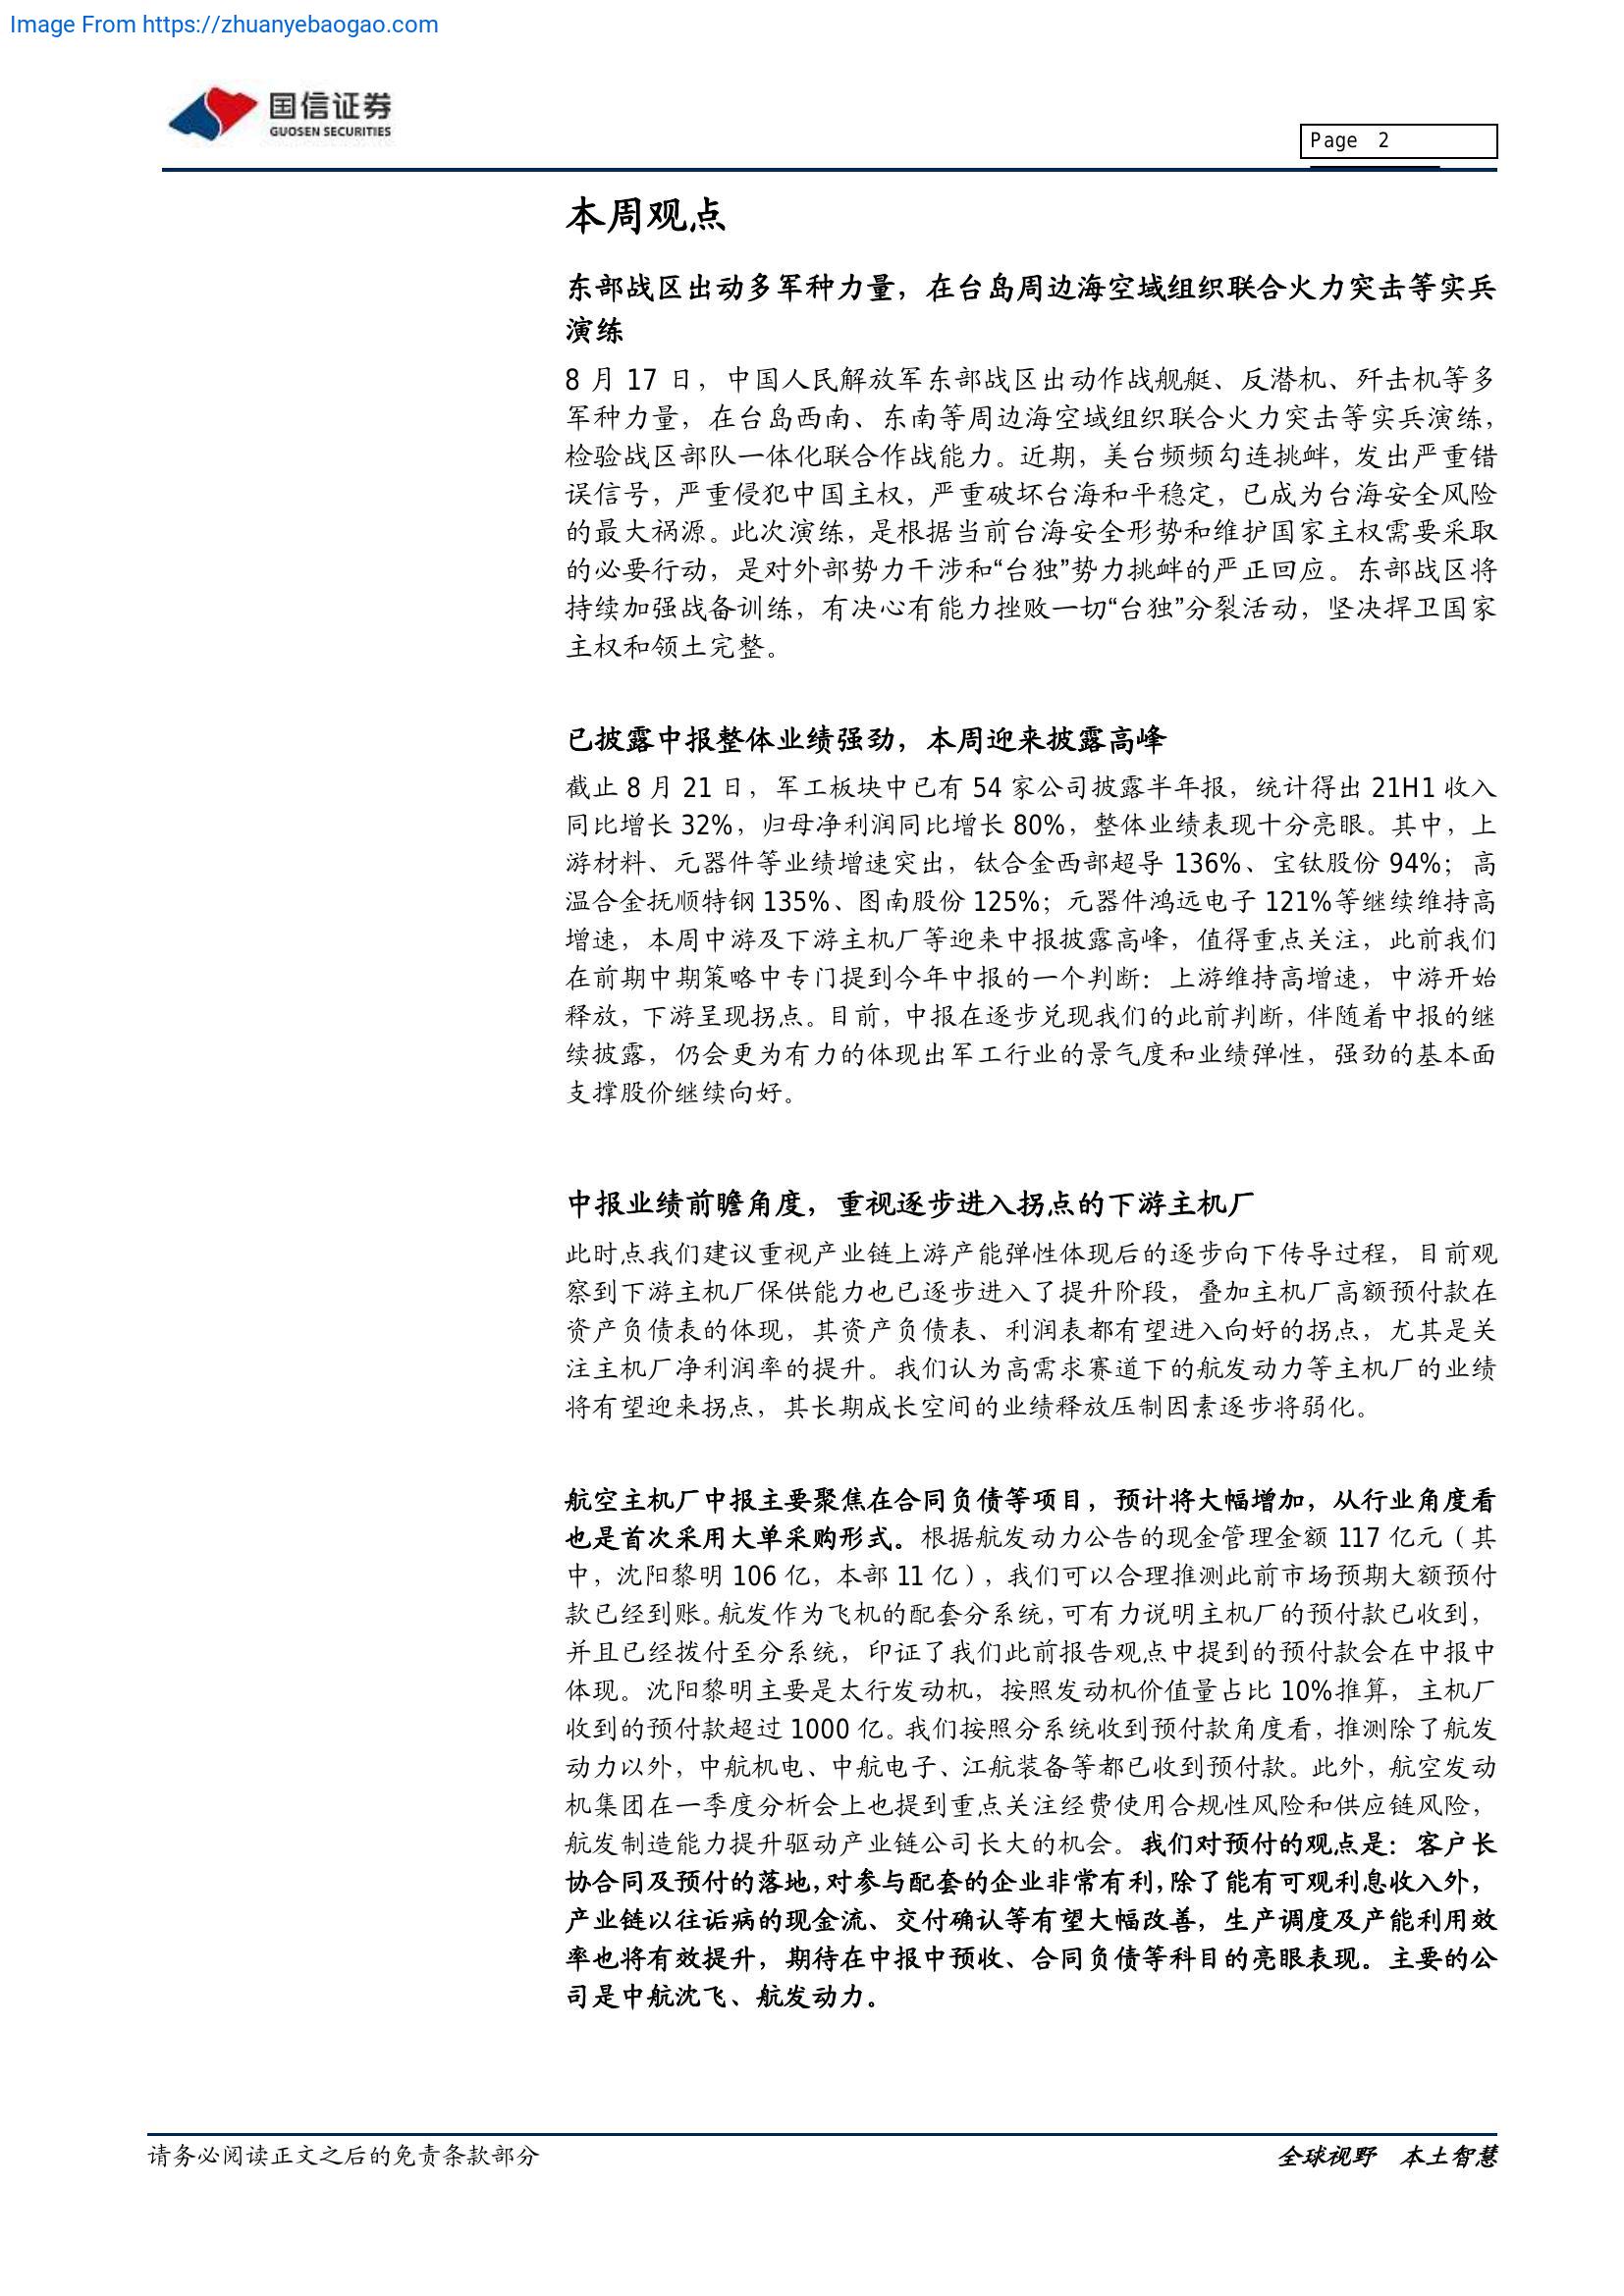 Image From https://zhuanyebaogao.com
国信证券
GUOSEN SECURITIES
Page 2
本周观点
东部战区出动多军种力量，在台岛周边海空域组织联合火力突击等实兵
演练
8 月 17 日，中国人民解放军东部战区出动作战舰艇、反潜机、歼击机等多
军种力量，在台岛西南、东南等周边海空域组织联合火力突击等实兵演练，
检验战区部队一体化联合作战能力。近期，美台频频勾连挑衅，发出严重错
误信号，严重侵犯中国主权，严重破坏台海和平稳定，已成为台海安全风险
的最大祸源。此次演练，是根据当前台海安全形势和维护国家主权需要采取
的必要行动，是对外部势力干涉和“台独”势力挑衅的严正回应。东部战区将
持续加强战备训练，有决心有能力挫败一切“台独”分裂活动，坚决捍卫国家
主权和领土完整。
已披露中报整体业绩强劲，本周迎来披露高峰
截止 8 月 21 日，军工板块中已有 54 家公司披露半年报，统计得出 21H1 收入
同比增长 32%，归母净利润同比增长 80%，整体业绩表现十分亮眼。其中，上
游材料、元器件等业绩增速突出，钛合金西部超导 136%、宝钛股份 94%；高
温合金抚顺特钢 135%、图南股份 125%；元器件鸿远电子 121%等继续维持高
增速，本周中游及下游主机厂等迎来中报披露高峰，值得重点关注，此前我们
在前期中期策略中专门提到今年中报的一个判断：上游维持高增速，中游开始
释放，下游呈现拐点。目前，中报在逐步兑现我们的此前判断，伴随着中报的继
续披露，仍会更为有力的体现出军工行业的景气度和业绩弹性，强劲的基本面
支撑股价继续向好。
中报业绩前瞻角度，重视逐步进入拐点的下游主机厂
此时点我们建议重视产业链上游产能弹性体现后的逐步向下传导过程，目前观
察到下游主机厂保供能力也已逐步进入了提升阶段，叠加主机厂高额预付款在
资产负债表的体现，其资产负债表、利润表都有望进入向好的拐点，尤其是关
注主机厂净利润率的提升。我们认为高需求赛道下的航发动力等主机厂的业绩
将有望迎来拐点，其长期成长空间的业绩释放压制因素逐步将弱化。
航空主机厂中报主要聚焦在合同负债等项目，预计将大幅增加，从行业角度看
也是首次采用大单采购形式。根据航发动力公告的现金管理金额 117 亿元（其
中，沈阳黎明 106 亿，本部 11 亿），我们可以合理推测此前市场预期大额预付
款已经到账。航发作为飞机的配套分系统，可有力说明主机厂的预付款已收到，
并且已经拨付至分系统，印证了我们此前报告观点中提到的预付款会在中报中
体现。沈阳黎明主要是太行发动机，按照发动机价值量占比 10%推算，主机厂
收到的预付款超过 1000 亿。我们按照分系统收到预付款角度看，推测除了航发
动力以外，中航机电、中航电子、江航装备等都已收到预付款。此外，航空发动
机集团在一季度分析会上也提到重点关注经费使用合规性风险和供应链风险，
航发制造能力提升驱动产业链公司长大的机会。我们对预付的观点是：客户长
协合同及预付的落地，对参与配套的企业非常有利，除了能有可观利息收入外，
产业链以往诟病的现金流、交付确认等有望大幅改善，生产调度及产能利用效
率也将有效提升，期待在中报中预收、合同负债等科目的亮眼表现。主要的公
司是中航沈飞、航发动力。
请务必阅读正文之后的免责条款部分
全球视野 本土智慧